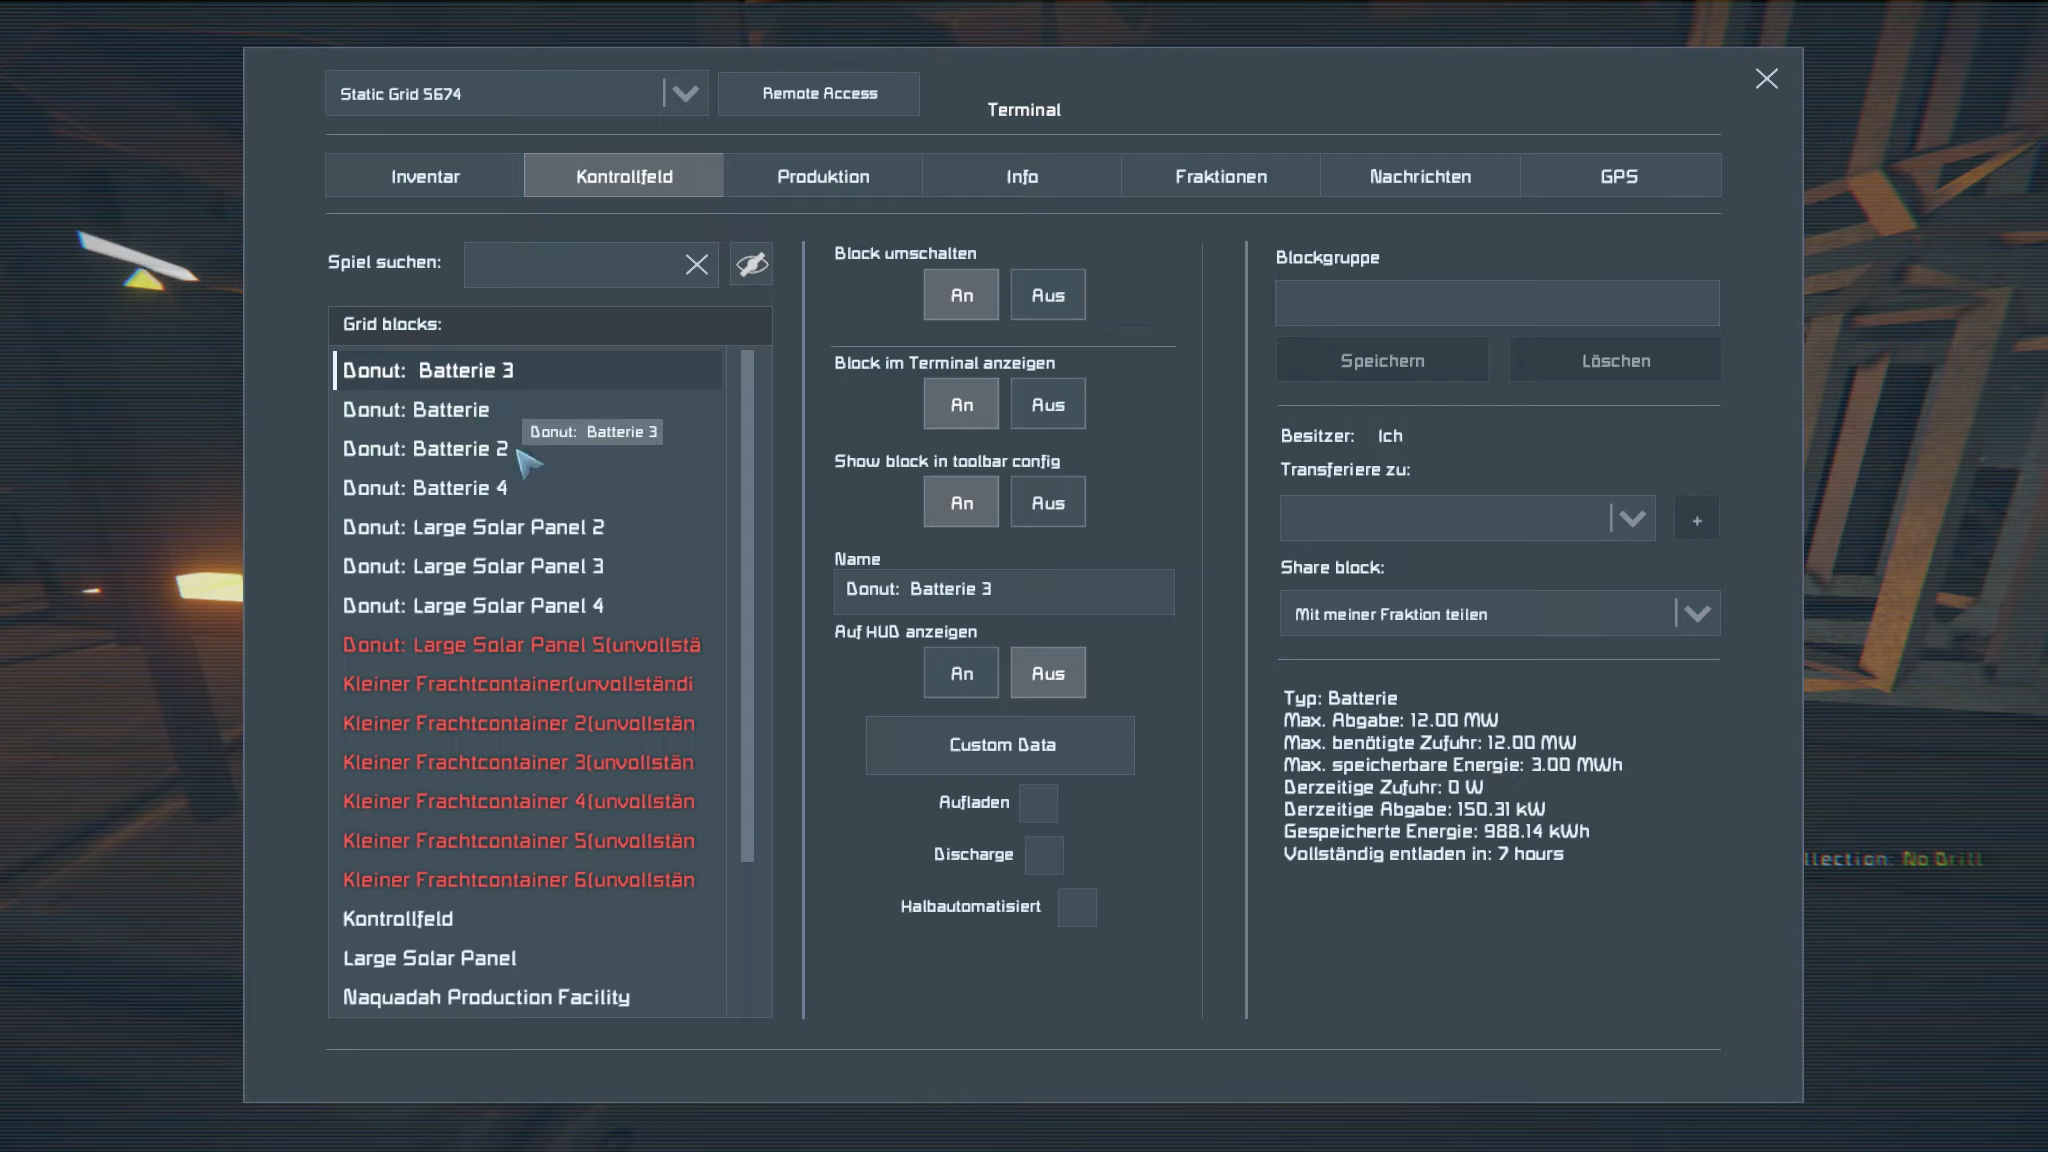 Static Grid 5674
Remote Access
Terminal
Inventar
Kontrollfeld
Produktion
Info
Fraktionen
Nachrichten
GPS
Spiel suchen:
Grid blocks:
Donut:  Batterie 3
Donut: Batterie
Donut:  Batterie 3
Donut: Batterie 2
Donut: Batterie 4
Donut: Large Solar Panel 2
Donut: Large Solar Panel 3
Donut: Large Solar Panel 4
Donut: Large Solar Panel 5(unvollstä
Kleiner Frachtcontainer(unvollständi
Kleiner Frachtcontainer 2(unvollstän
Kleiner Frachtcontainer 3(unvollstän
Kleiner Frachtcontainer 4(unvollstän
Kleiner Frachtcontainer 5(unvollstän
Kleiner Frachtcontainer 6(unvollstän
Kontrollfeld
Large Solar Panel
Naquadah Production Facility
Block umschalten
An Aus
Block im Terminal anzeigen
An Aus
Show block in toolbar config
An Aus
Name
Donut:  Batterie 3
Auf HUD anzeigen
An Aus
Custom Data
Aufladen
Discharge
Halbautomatisiert
Blockgruppe
Speichern Löschen
Besitzer: Ich
Transferiere zu:
+
Share block:
Mit meiner Fraktion teilen
Typ: Batterie
Max. Abgabe: 12.00 MW
Max. benötigte Zufuhr: 12.00 MW
Max. speicherbare Energie: 3.00 MWh
Derzeitige Zufuhr: 0 W
Derzeitige Abgabe: 150.31 kW
Gespeicherte Energie: 988.14 kWh
Vollständig entladen in: 7 hours
llection: No Drill